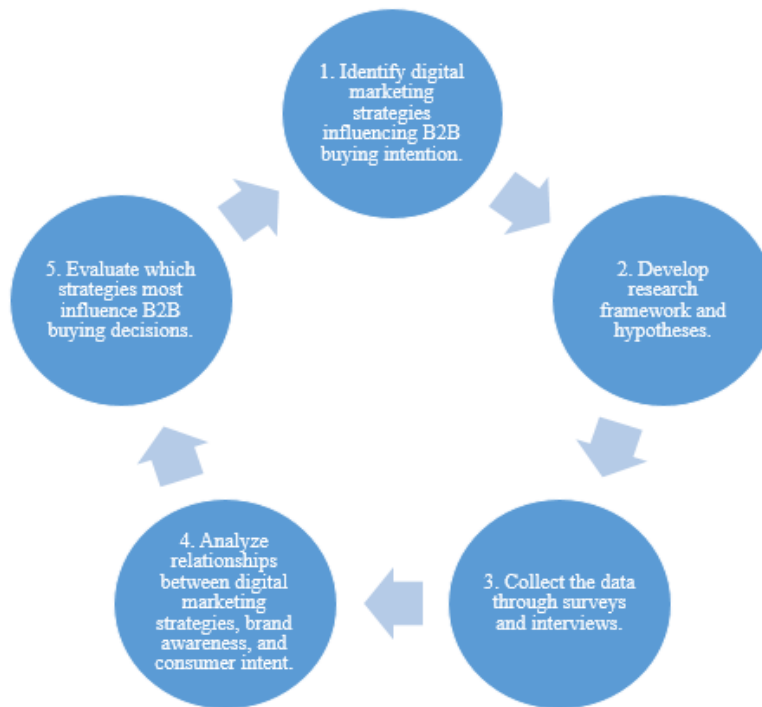 1. Identify digital
marketing
strategies
influencing B2B
buying intention.
2. Develop
research
framework and
hypotheses.
3. Collect the data
through surveys
and interviews.
4. Analyze
relationships
between digital
marketing
strategies, brand
awareness, and
consumer intent.
5. Evaluate which
strategies most
influence B2B
buying decisions.